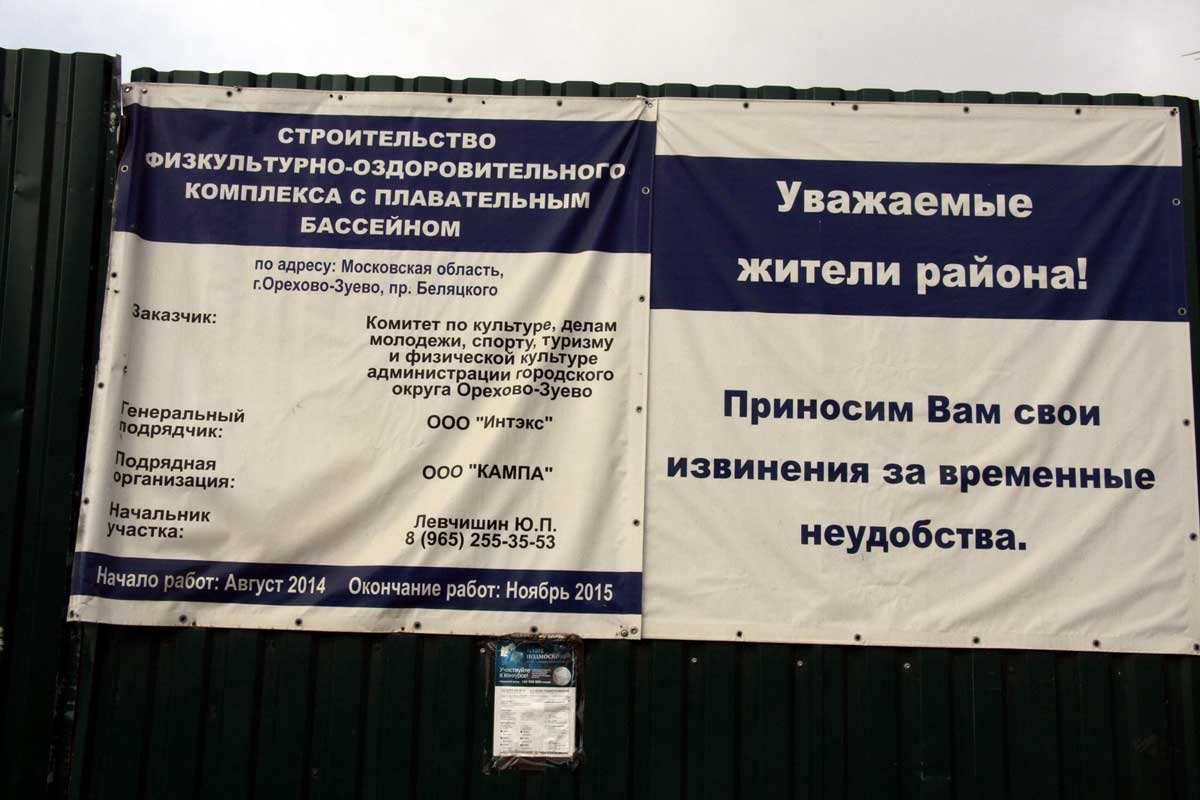 СТРОИТЕЛЬСТВО
ФИЗКУЛЬТУРНО-ОЗДОРОВИТЕЛЬНОГО
КОМПЛЕКСА С ПЛАВАТЕЛЬНЫМ
БАССЕЙНОМ
по адресу: Московская область,
г.Орехово-Зуево, пр. Беляцкого
Заказчик:
Комитет по культуре, делам
молодежи, спорту, туризму
и физической культуре
администрации городского
округа Орехово-Зуево
Генеральный
подрядчик:
ООО "Интэкс"
Подрядная
организация:
ООО "КАМПА"
Начальник
участка:
Левчишин Ю.П.
8 (965) 255-35-53
Начало работ: Август 2014 Окончание работ: Ноябрь 2015
Уважаемые
жители района!
Приносим Вам свои
извинения за временные
неудобства.
Участвуйте